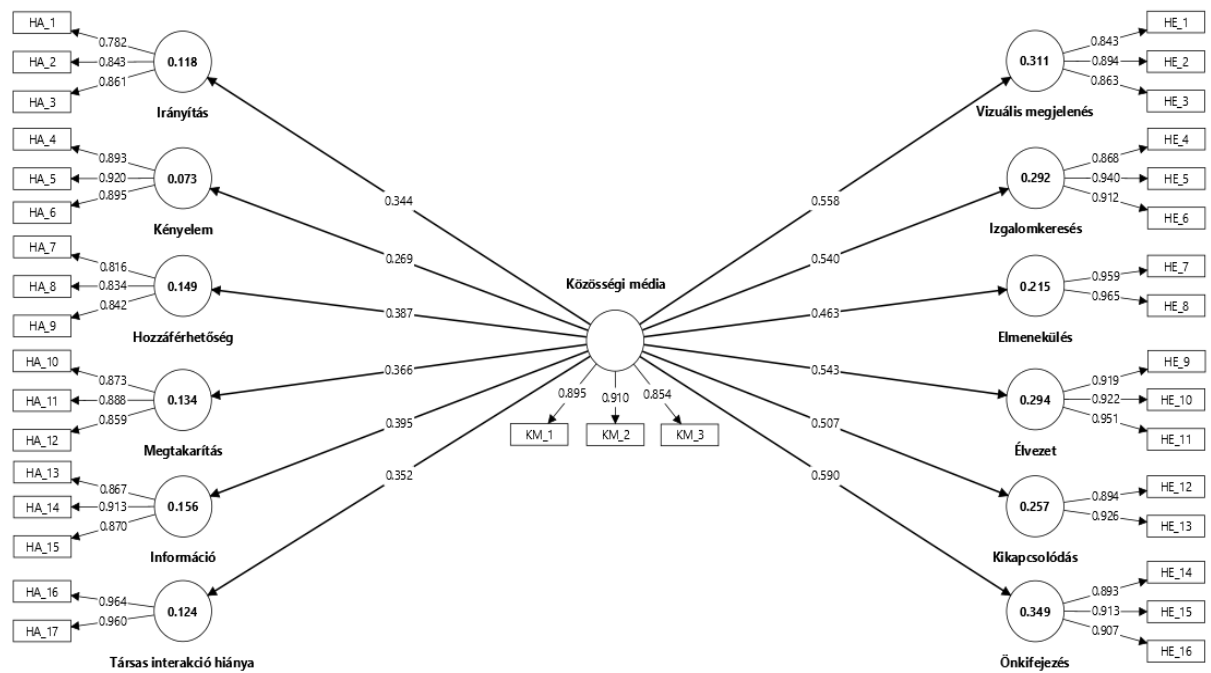 HA_1
0.782
HA_2
0.843
HA_3
0.861
0.118
Irányítás
HA_4
0.893
HA_5
0.920
HA_6
0.895
0.073
Kényelem
HA_7
0.816
HA_8
0.834
HA_9
0.842
0.149
Hozzáférhetőség
HA_10
0.873
HA_11
0.888
HA_12
0.859
0.134
Megtakarítás
HA_13
0.867
HA_14
0.913
HA_15
0.870
0.156
Információ
HA_16
0.964
HA_17
0.960
0.124
Társas interakció hiánya
0.344
0.269
0.387
0.366
0.395
0.352
Közösségi média
0.895
0.910
0.854
KM_1
KM_2
KM_3
0.558
0.540
0.463
0.543
0.507
0.590
0.311
Vizuális megjelenés
0.843
HE_1
0.894
HE_2
0.863
HE_3
0.292
Izgalomkeresés
0.868
HE_4
0.940
HE_5
0.912
HE_6
0.215
Elmenekülés
0.959
HE_7
0.965
HE_8
0.294
Élvezet
0.919
HE_9
0.922
HE_10
0.951
HE_11
0.257
Kikapcsolódás
0.894
HE_12
0.926
HE_13
0.349
Önkifejezés
0.893
HE_14
0.913
HE_15
0.907
HE_16